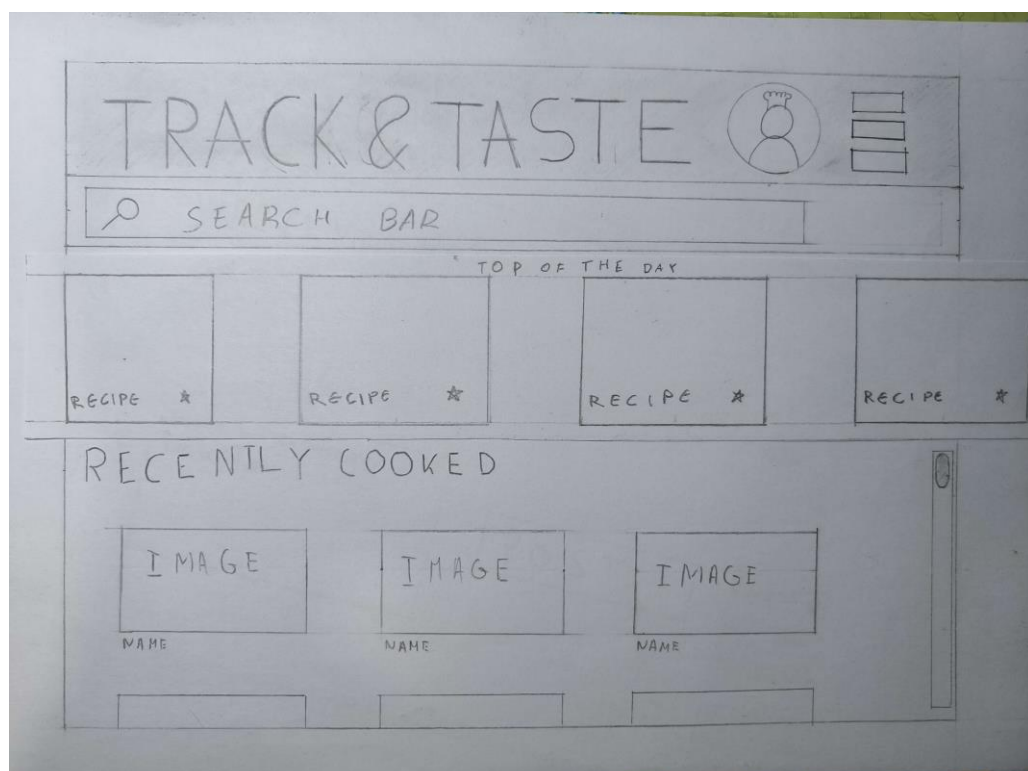 TRACK & TASTE
SEARCH BAR
TOP OF THE DAY
RECIPE RECIPE RECIPE RECIPE
RECENTLY COOKED
IMAGE IMAGE IMAGE
NAME NAME NAME